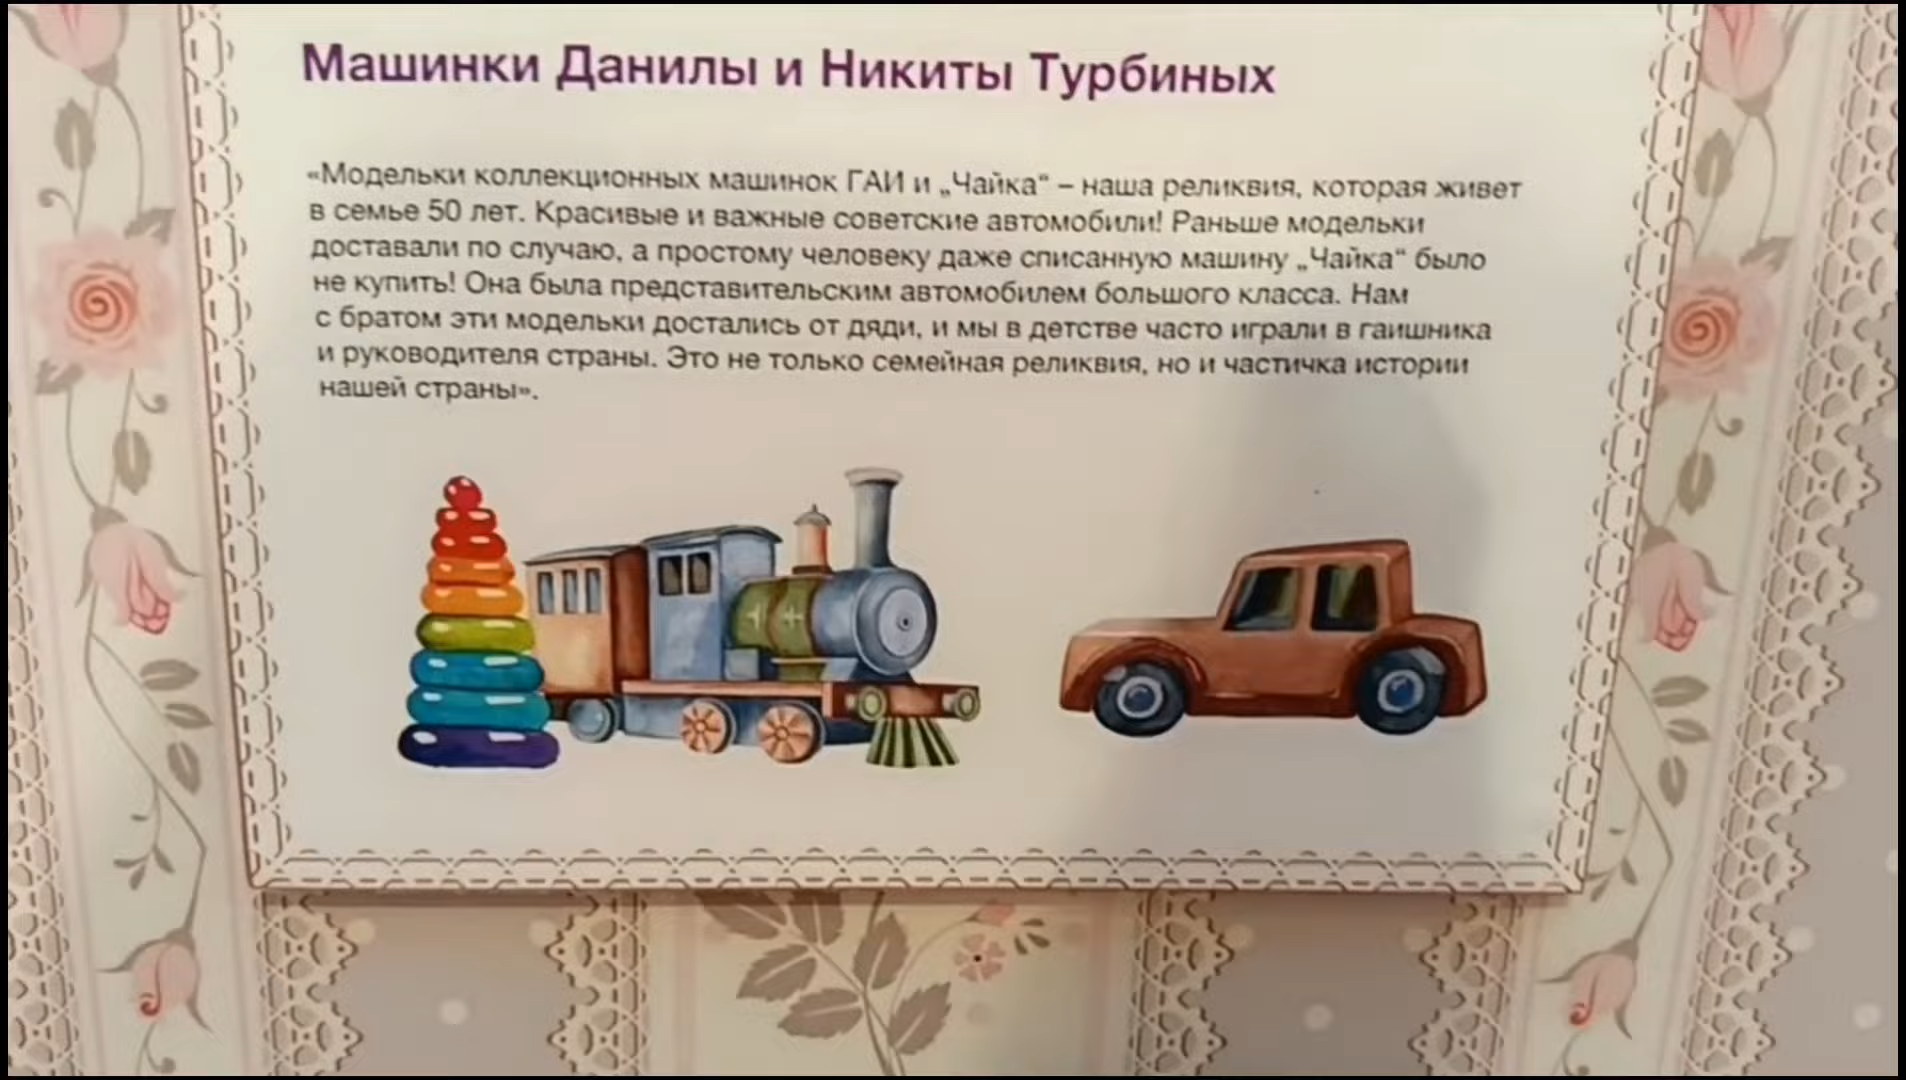 Машинки Данилы и Никиты Турбиных
«Модельки коллекционных машинок ГАИ и „Чайка“ – наша реликвия, которая живет
в семье 50 лет. Красивые и важные советские автомобили! Раньше модельки
доставали по случаю, а простому человеку даже списанную машину „Чайка“ было
не купить! Она была представительским автомобилем большого класса. Нам
с братом эти модельки достались от дяди, и мы в детстве часто играли в гаишника
и руководителя страны. Это не только семейная реликвия, но и частичка истории
нашей страны».